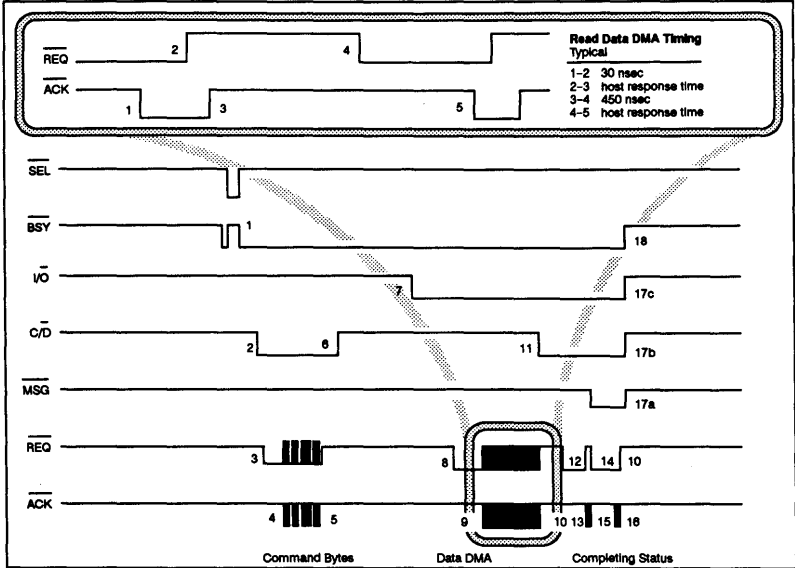 Read Data DMA Timing
Typical
1-2 30 nsec
2-3 host response time
3-4 450 nsec
4-5 host response time
REQ 2 4
ACK 1 3 5
SEL
BSY 1 18
I/O 7 17c
C/D 2 6 11 17b
MSG 17a
REQ 3 8 12 14 10
ACK 4 5 9 10 13 15 16
Command Bytes Data DMA Completing Status